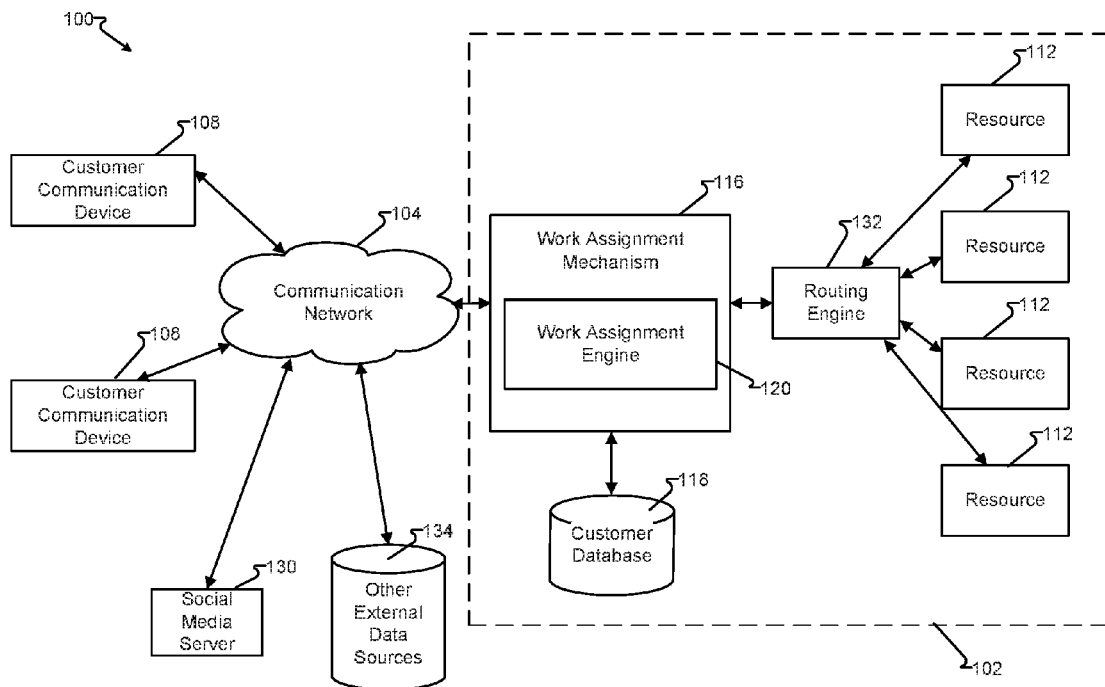 100
112
Resource
108
Customer
Communication
Device
104
Communication
Network
116
Work Assignment
Mechanism
Work Assignment
Engine
120
132
Routing
Engine
112
Resource
112
Resource
112
Resource
108
Customer
Communication
Device
118
Customer
Database
130
Social
Media
Server
134
Other
External
Data
Sources
102